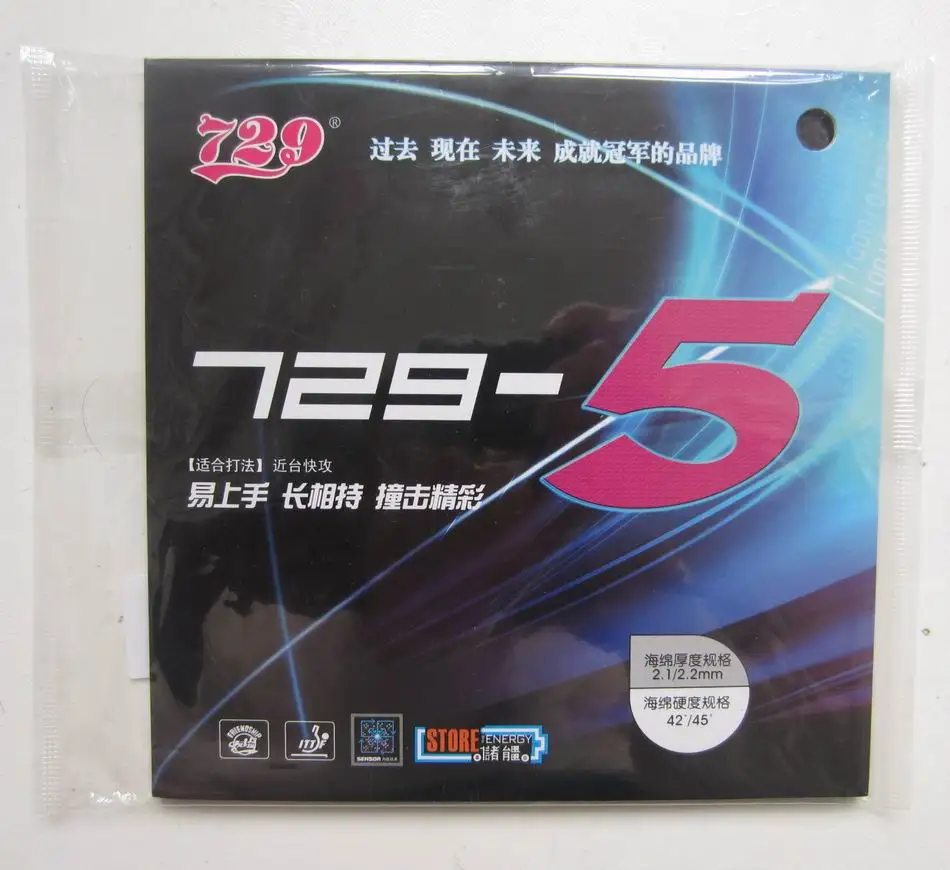 729®
过去 现在 未来 成就冠军的品牌
729-5
【适合打法】近台快攻
易上手 长相持 撞击精彩
海绵厚度规格
2.1/2.2mm
海绵硬度规格
42°/45°
FRIENDSHIP
ITTF
SENSOR
STORE ENERGY
儲能